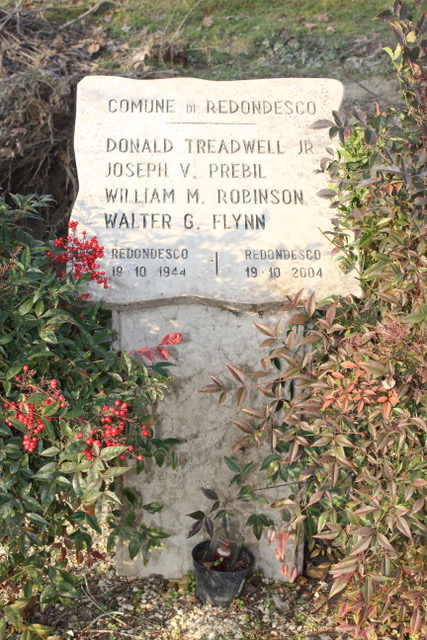 COMUNE DI REDONDESCO
DONALD TREADWELL JR.
JOSEPH V. PREBIL
WILLIAM M. ROBINSON
WALTER G. FLYNN
REDONDESCO
19 10 1944
REDONDESCO
19 10 2004